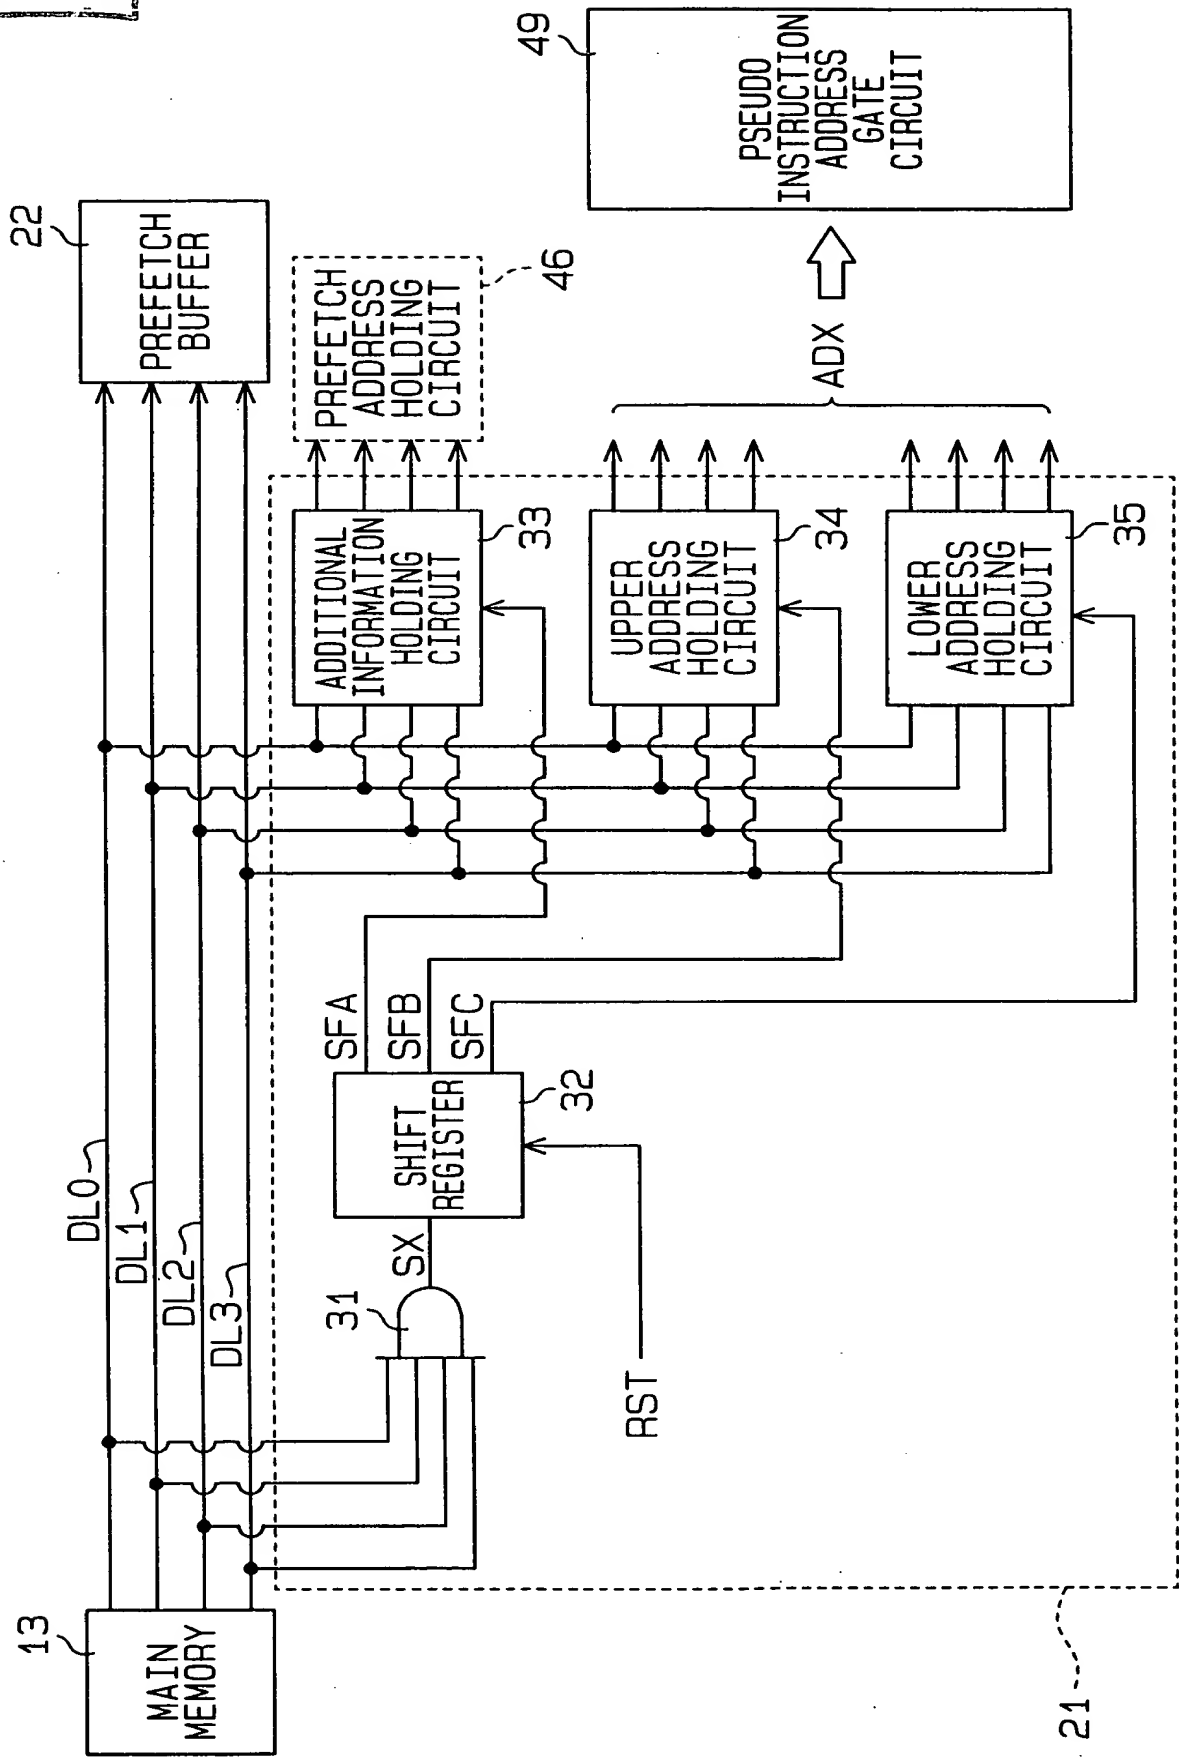 13
MAIN
MEMORY
DL0
DL1
DL2
DL3
22
PREFETCH
BUFFER
31
SX
SHIFT
REGISTER
32
RST
SFA
SFB
SFC
ADDITIONAL
INFORMATION
HOLDING
CIRCUIT
33
PREFETCH
ADDRESS
HOLDING
CIRCUIT
46
UPPER
ADDRESS
HOLDING
CIRCUIT
34
LOWER
ADDRESS
HOLDING
CIRCUIT
35
ADX
49
PSEUDO
INSTRUCTION
ADDRESS
GATE
CIRCUIT
21